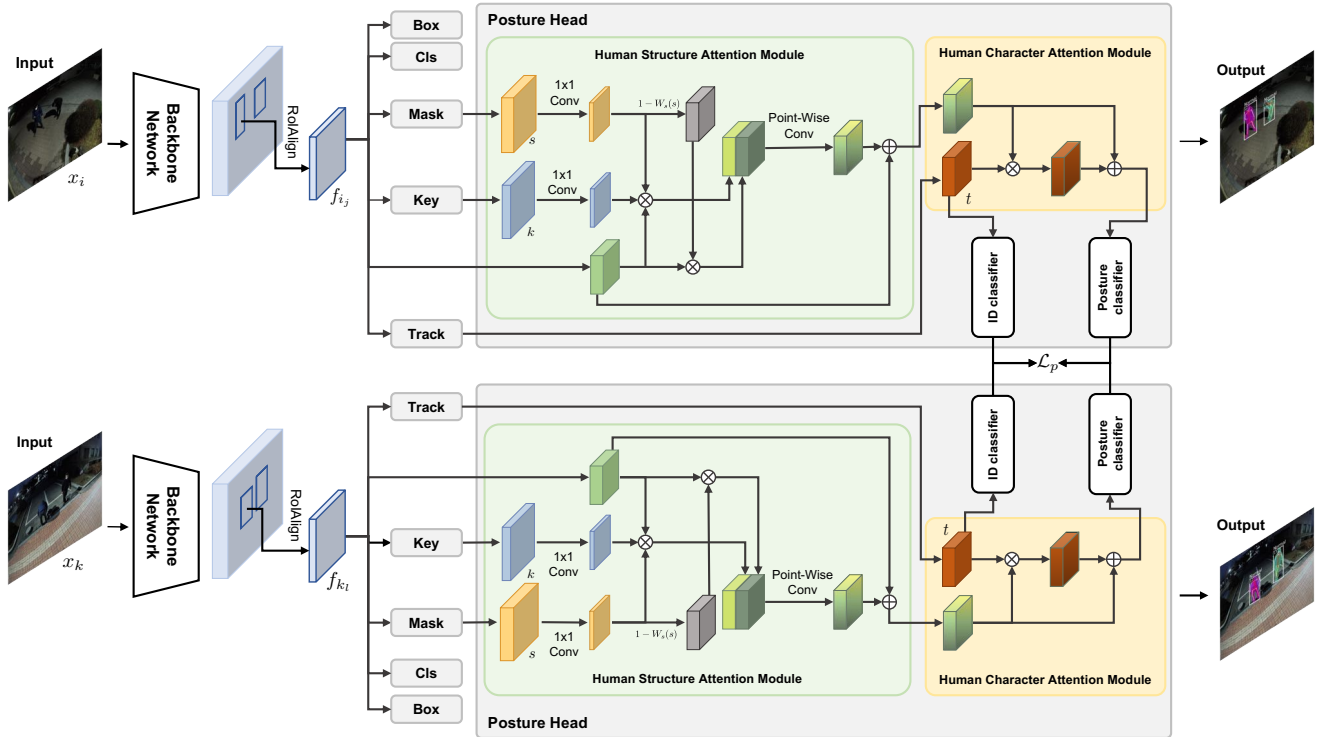 Posture Head
Human Structure Attention Module
Human Character Attention Module
Input
Output
Box
Cls
Mask
Key
Track
Backbone
Network
RoIAlign
x_i
f_{i_j}
1x1
Conv
s
1 − W_s(s)
1x1
Conv
k
Point-Wise
Conv
t
ID classifier
Posture
classifier
ℒ_p
Track
Key
Mask
Cls
Box
Input
Output
Backbone
Network
RoIAlign
x_k
f_{k_l}
k
1x1
Conv
s
1x1
Conv
1 − W_s(s)
Point-Wise
Conv
t
ID classifier
Posture
classifier
Human Structure Attention Module
Human Character Attention Module
Posture Head